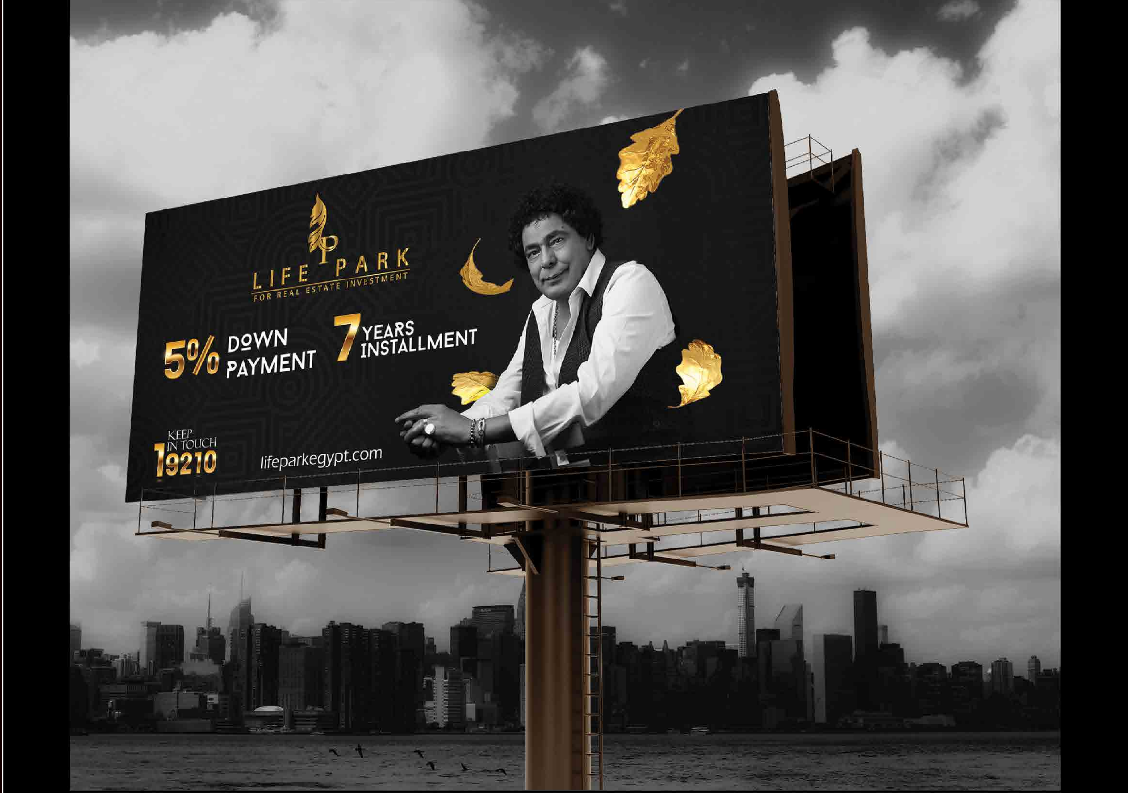 LIFE PARK
FOR REAL ESTATE INVESTMENT
5% DOWN PAYMENT
7 YEARS INSTALLMENT
KEEP
IN TOUCH
19210
lifeparkegypt.com